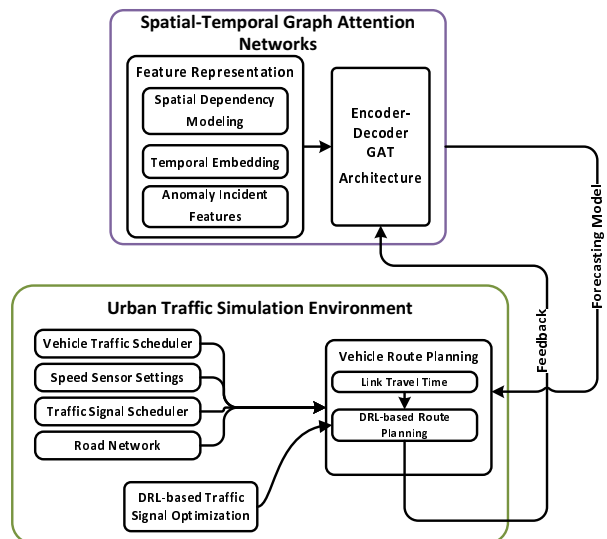 Spatial-Temporal Graph Attention
Networks
Feature Representation
Spatial Dependency
Modeling
Temporal Embedding
Anomaly Incident
Features
Encoder-
Decoder
GAT
Architecture
Forecasting Model
Feedback
Urban Traffic Simulation Environment
Vehicle Traffic Scheduler
Speed Sensor Settings
Traffic Signal Scheduler
Road Network
DRL-based Traffic
Signal Optimization
Vehicle Route Planning
Link Travel Time
DRL-based Route
Planning